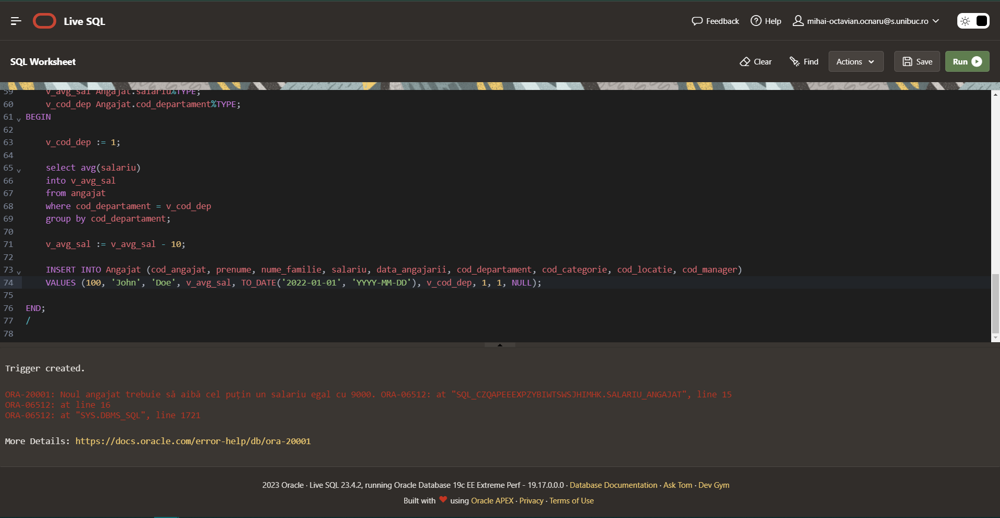 Live SQL
Feedback
Help
mihai-octavian.ocnaru@s.unibuc.ro
SQL Worksheet
Clear
Find
Actions
Save
Run
59 v_avg_sal Angajat.salariu%TYPE;
60 v_cod_dep Angajat.cod_departament%TYPE;
61 BEGIN
62
63 v_cod_dep := 1;
64
65 select avg(salariu)
66 into v_avg_sal
67 from angajat
68 where cod_departament = v_cod_dep
69 group by cod_departament;
70
71 v_avg_sal := v_avg_sal - 10;
72
73 INSERT INTO Angajat (cod_angajat, prenume, nume_familie, salariu, data_angajarii, cod_departament, cod_categorie, cod_locatie, cod_manager)
74 VALUES (100, 'John', 'Doe', v_avg_sal, TO_DATE('2022-01-01', 'YYYY-MM-DD'), v_cod_dep, 1, 1, NULL);
75
76 END;
77 /
78
Trigger created.
ORA-20001: Noul angajat trebuie să aibă cel puțin un salariu egal cu 9000. ORA-06512: at "SQL_CZQAPEEEXPZYBIWTSWSJHIMHK.SALARIU_ANGAJAT", line 15
ORA-06512: at line 16
ORA-06512: at "SYS.DBMS_SQL", line 1721
More Details: https://docs.oracle.com/error-help/db/ora-20001
2023 Oracle · Live SQL 23.4.2, running Oracle Database 19c EE Extreme Perf - 19.17.0.0.0 · Database Documentation · Ask Tom · Dev Gym
Built with ❤ using Oracle APEX · Privacy · Terms of Use